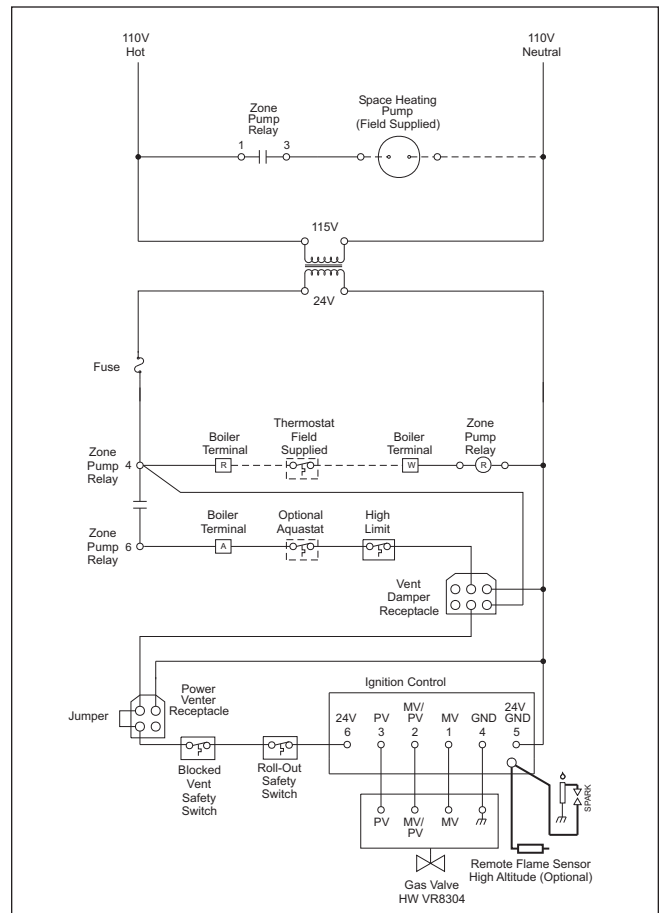 110V
Hot
110V
Neutral
Zone
Pump
Relay
Space Heating
Pump
(Field Supplied)
1
3
115V
24V
Fuse
Zone
Pump
Relay
4
Boiler
Terminal
R
Thermostat
Field
Supplied
Boiler
Terminal
W
Zone
Pump
Relay
R
Zone
Pump
Relay
6
Boiler
Terminal
A
Optional
Aquastat
High
Limit
Vent
Damper
Receptacle
Power
Venter
Receptacle
Jumper
Blocked
Vent
Safety
Switch
Roll-Out
Safety
Switch
Ignition Control
24V
6
PV
3
MV/
PV
2
MV
1
GND
4
24V
GND
5
SPARK
PV
MV/
PV
MV
Gas Valve
HW VR8304
Remote Flame Sensor
High Altitude (Optional)